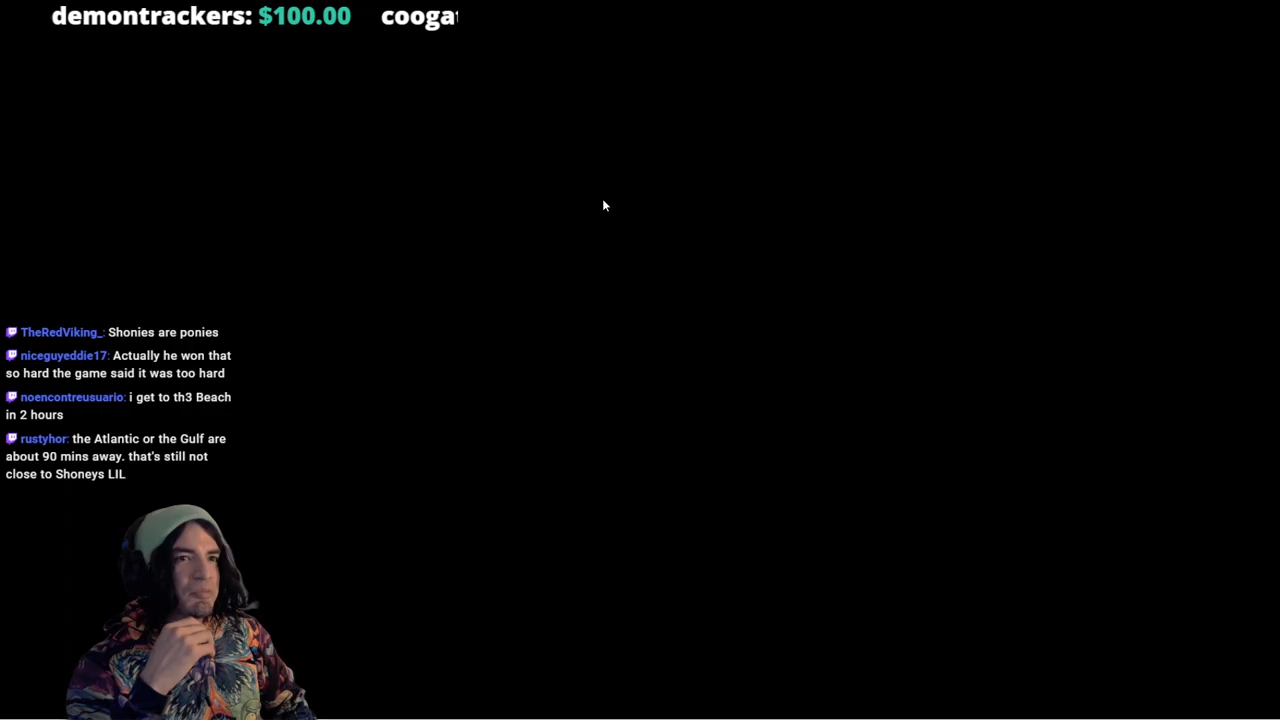 demontrackers: $100.00 coogat
TheRedViking_: Shonies are ponies
niceguyeddie17: Actually he won that
so hard the game said it was too hard
noencontreusuario: i get to th3 Beach
in 2 hours
rustyhor: the Atlantic or the Gulf are
about 90 mins away. that's still not
close to Shoneys LIL